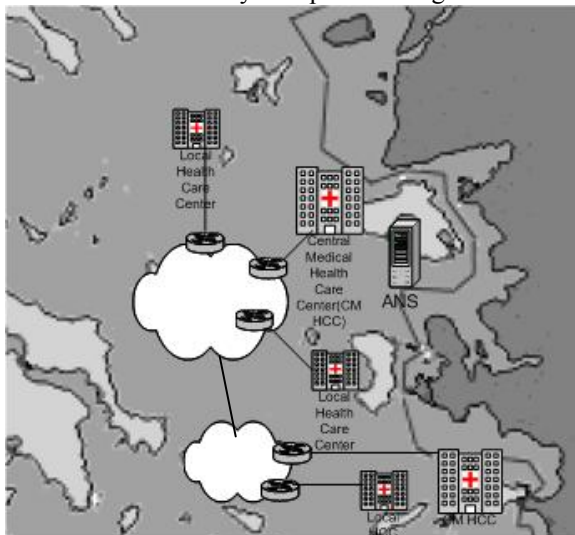 Local
Health
Care
Center
Central
Medical
Health
Care
Center(CM
HCC)
ANS
Local
Health
Care
Center
Local
CM HCC